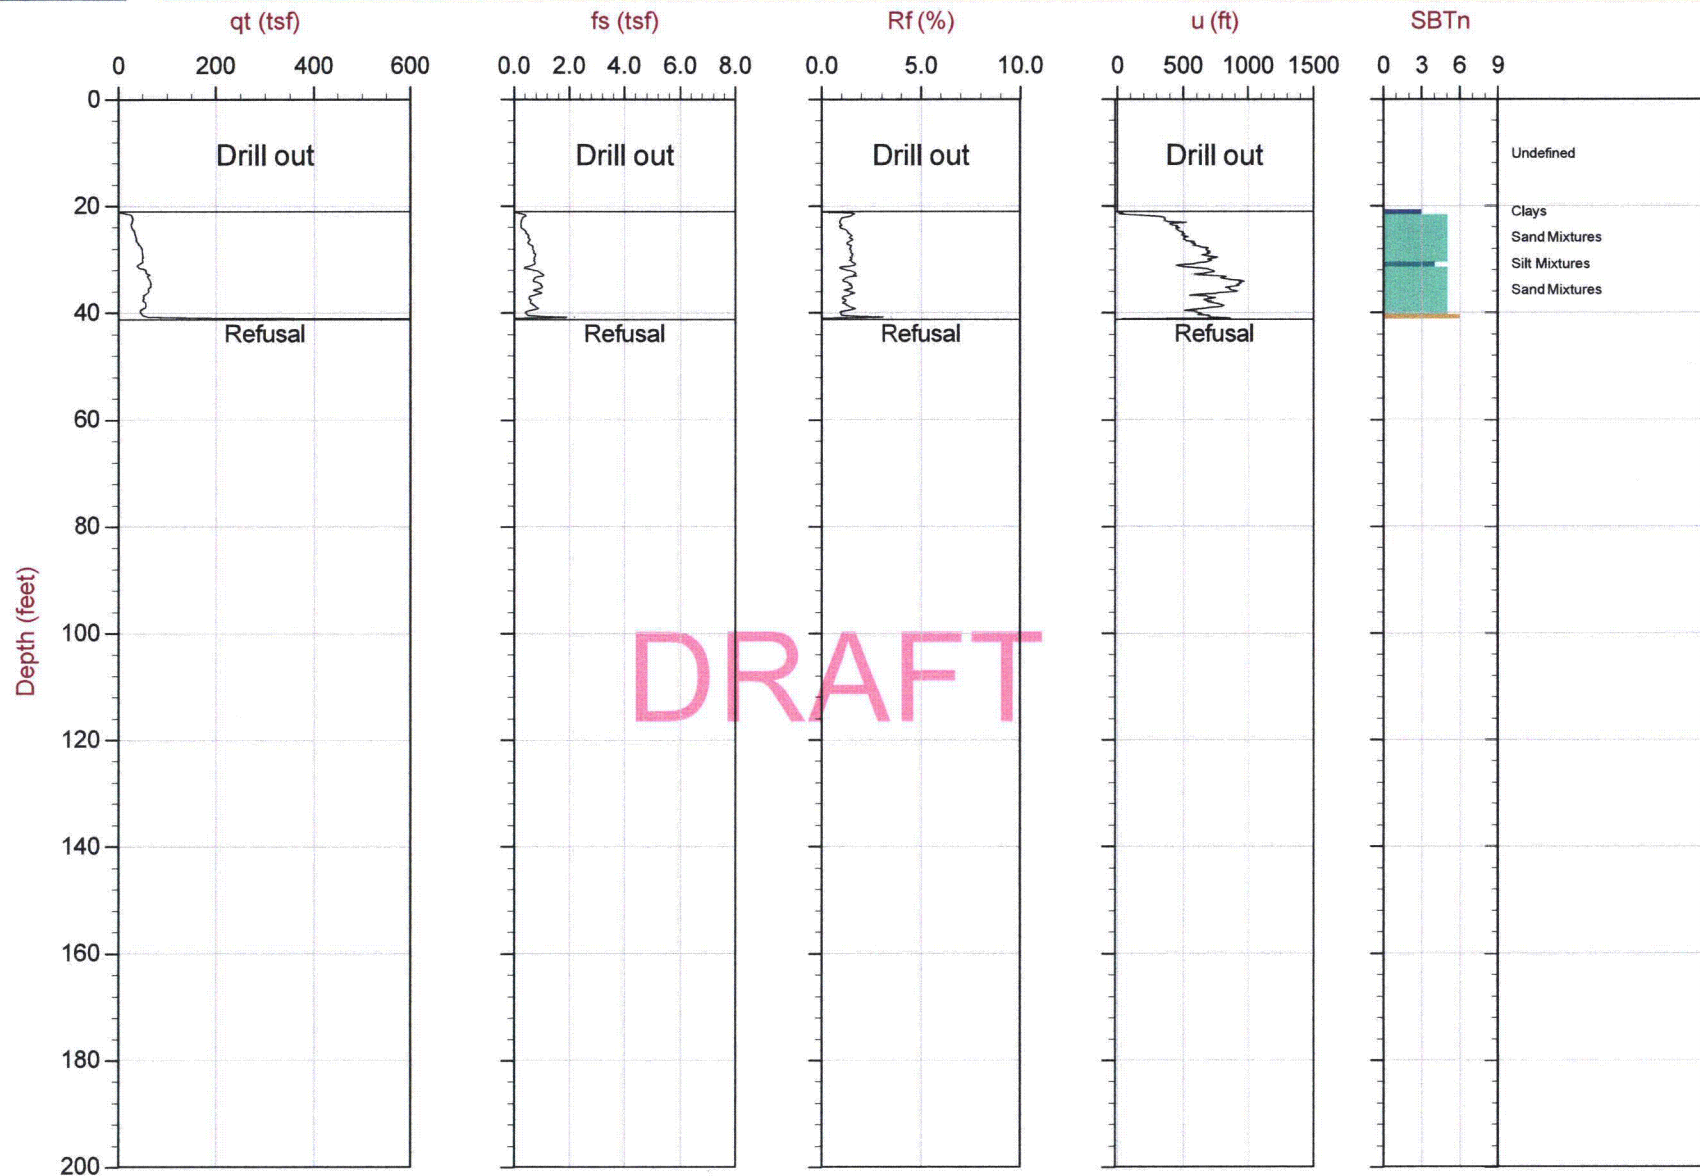 qt (tsf) fs (tsf) Rf (%) u (ft) SBTn
0 200 400 600 0.0 2.0 4.0 6.0 8.0 0.0 5.0 10.0 0 500 1000 1500 0 3 6 9
0
Drill out Drill out Drill out Drill out Undefined
20
Clays
Sand Mixtures
Silt Mixtures
Sand Mixtures
40
Refusal Refusal Refusal Refusal
60
80
Depth (feet)
100
DRAFT
120
140
160
180
200